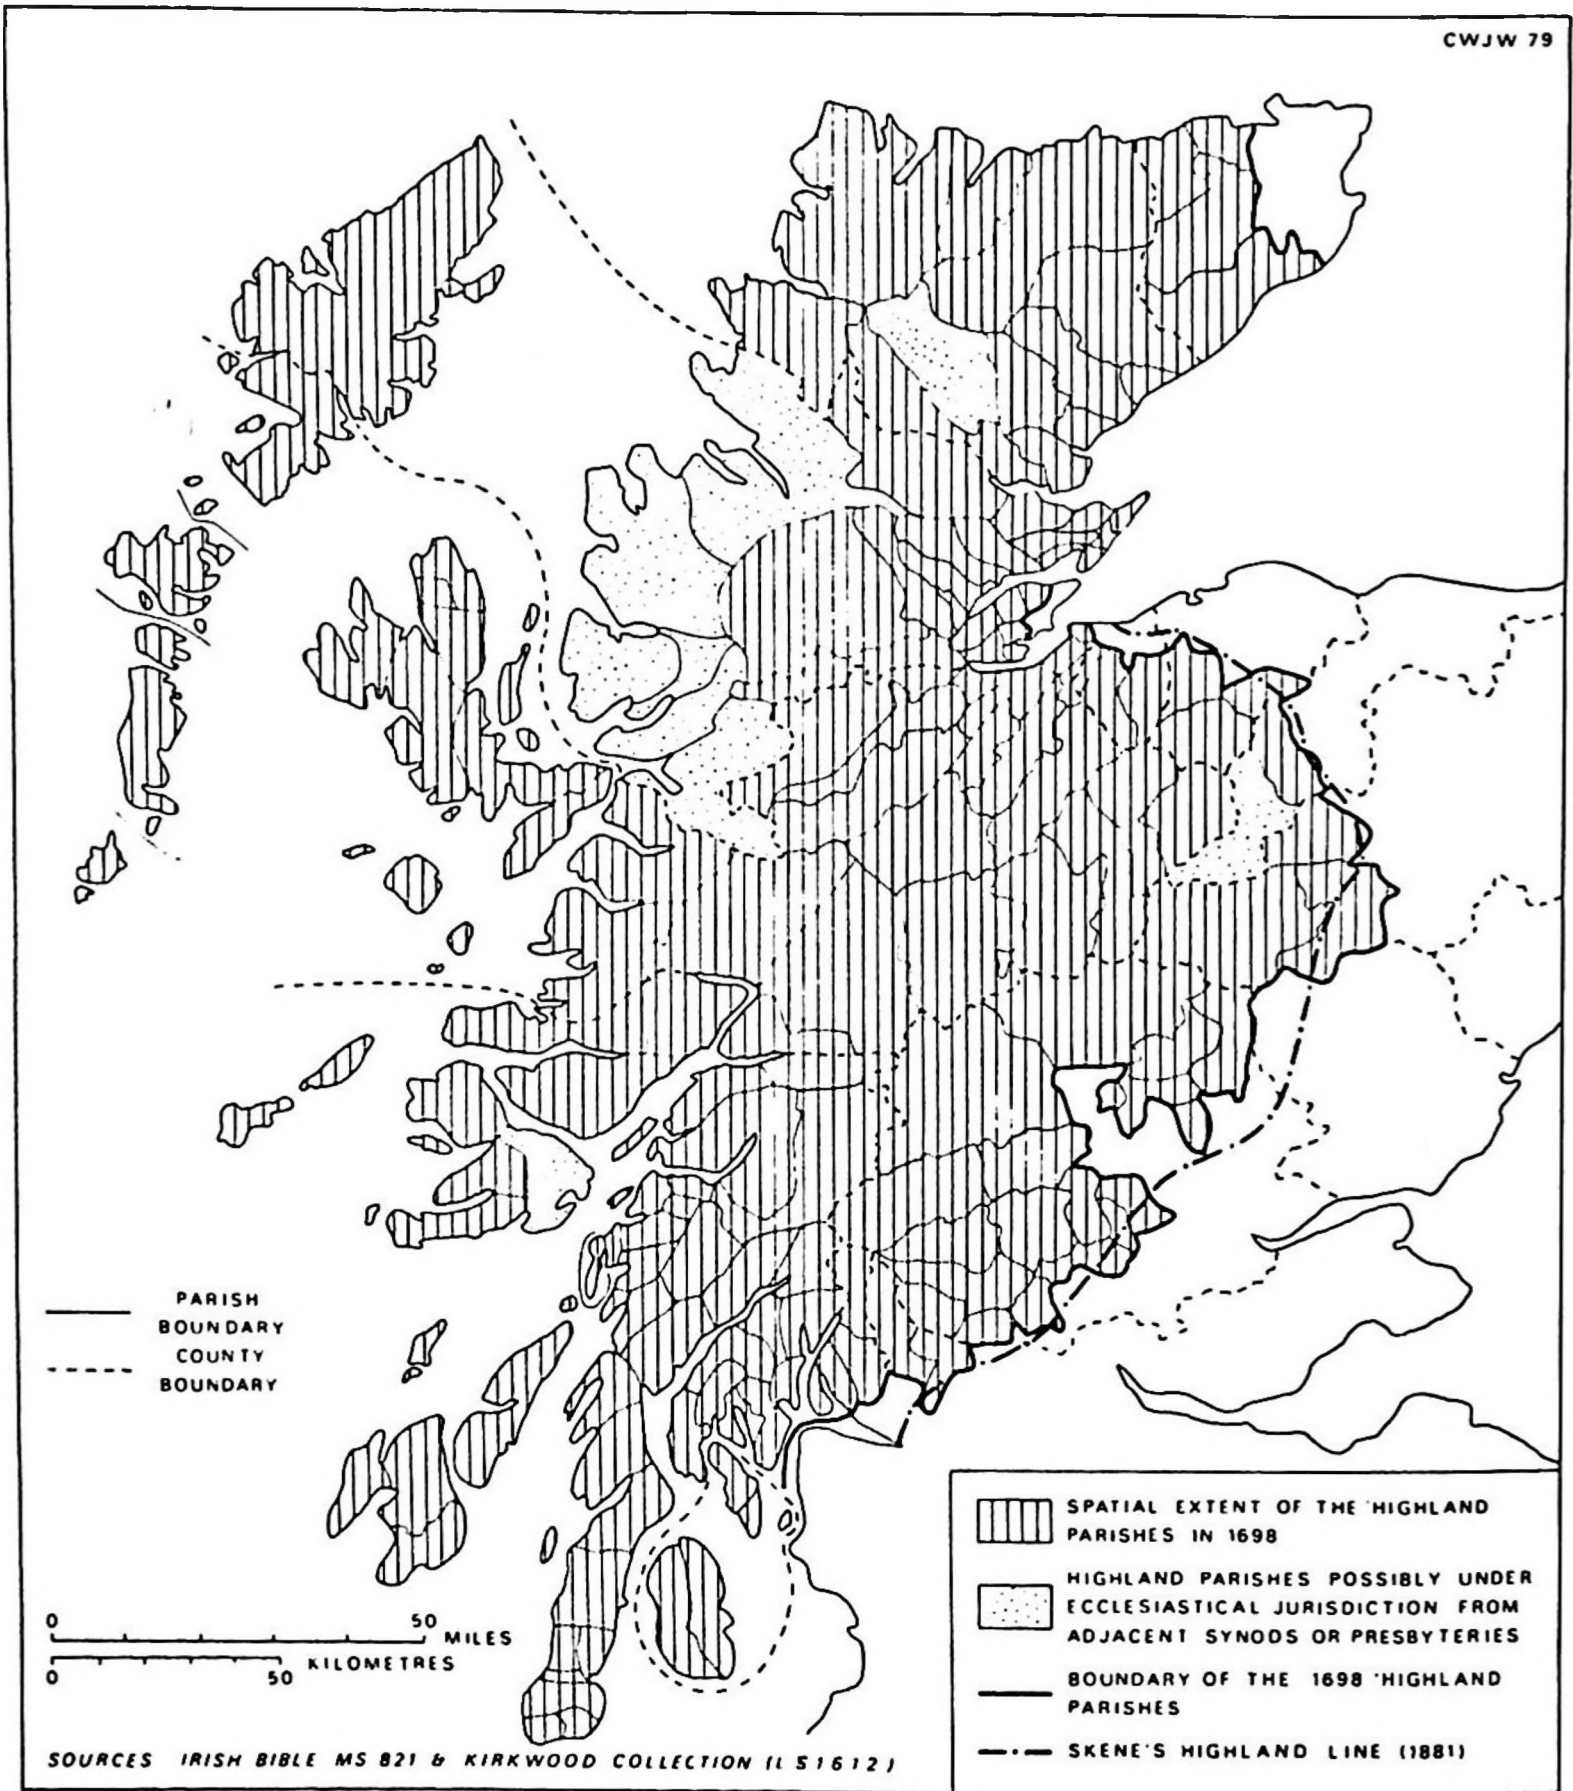 CWJW 79
PARISH
BOUNDARY
COUNTY
BOUNDARY
0 50 MILES
KILOMETRES
0 50
SOURCES IRISH BIBLE MS 821 & KIRKWOOD COLLECTION (L S1612)
SPATIAL EXTENT OF THE 'HIGHLAND
PARISHES IN 1698
HIGHLAND PARISHES POSSIBLY UNDER
ECCLESIASTICAL JURISDICTION FROM
ADJACENT SYNODS OR PRESBYTERIES
BOUNDARY OF THE 1698 'HIGHLAND
PARISHES
SKENE'S HIGHLAND LINE (1881)